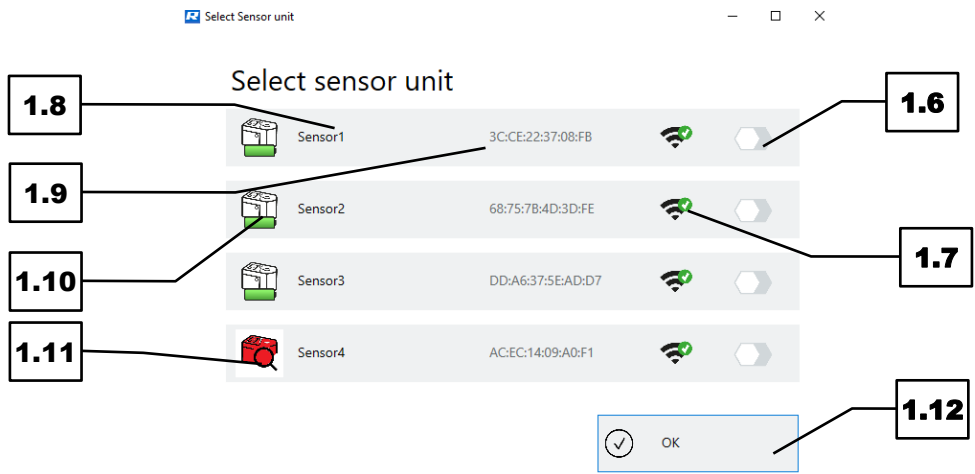 Select Sensor unit
Select sensor unit
1.8
1.6
Sensor1 3C:CE:22:37:08:FB
1.9
Sensor2 68:75:7B:4D:3D:FE
1.7
1.10
Sensor3 DD:A6:37:5E:AD:D7
1.11
Sensor4 AC:EC:14:09:A0:F1
1.12
OK